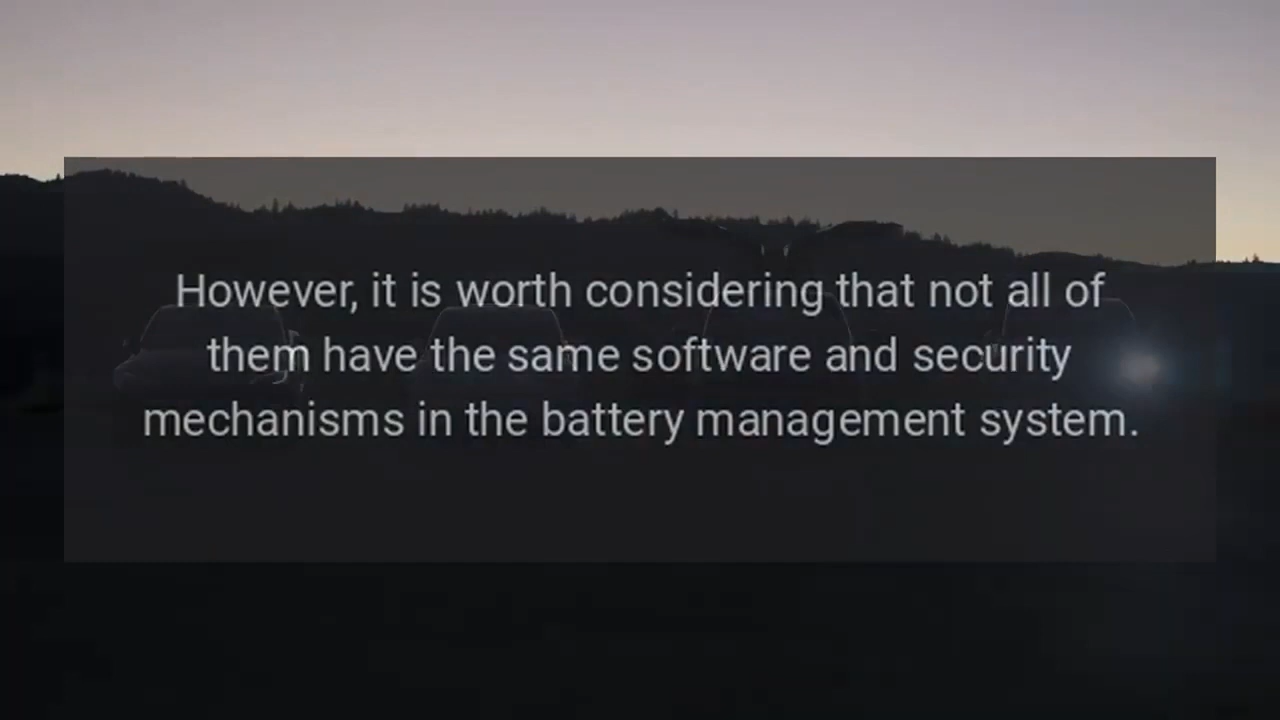 However, it is worth considering that not all of
them have the same software and security
mechanisms in the battery management system.